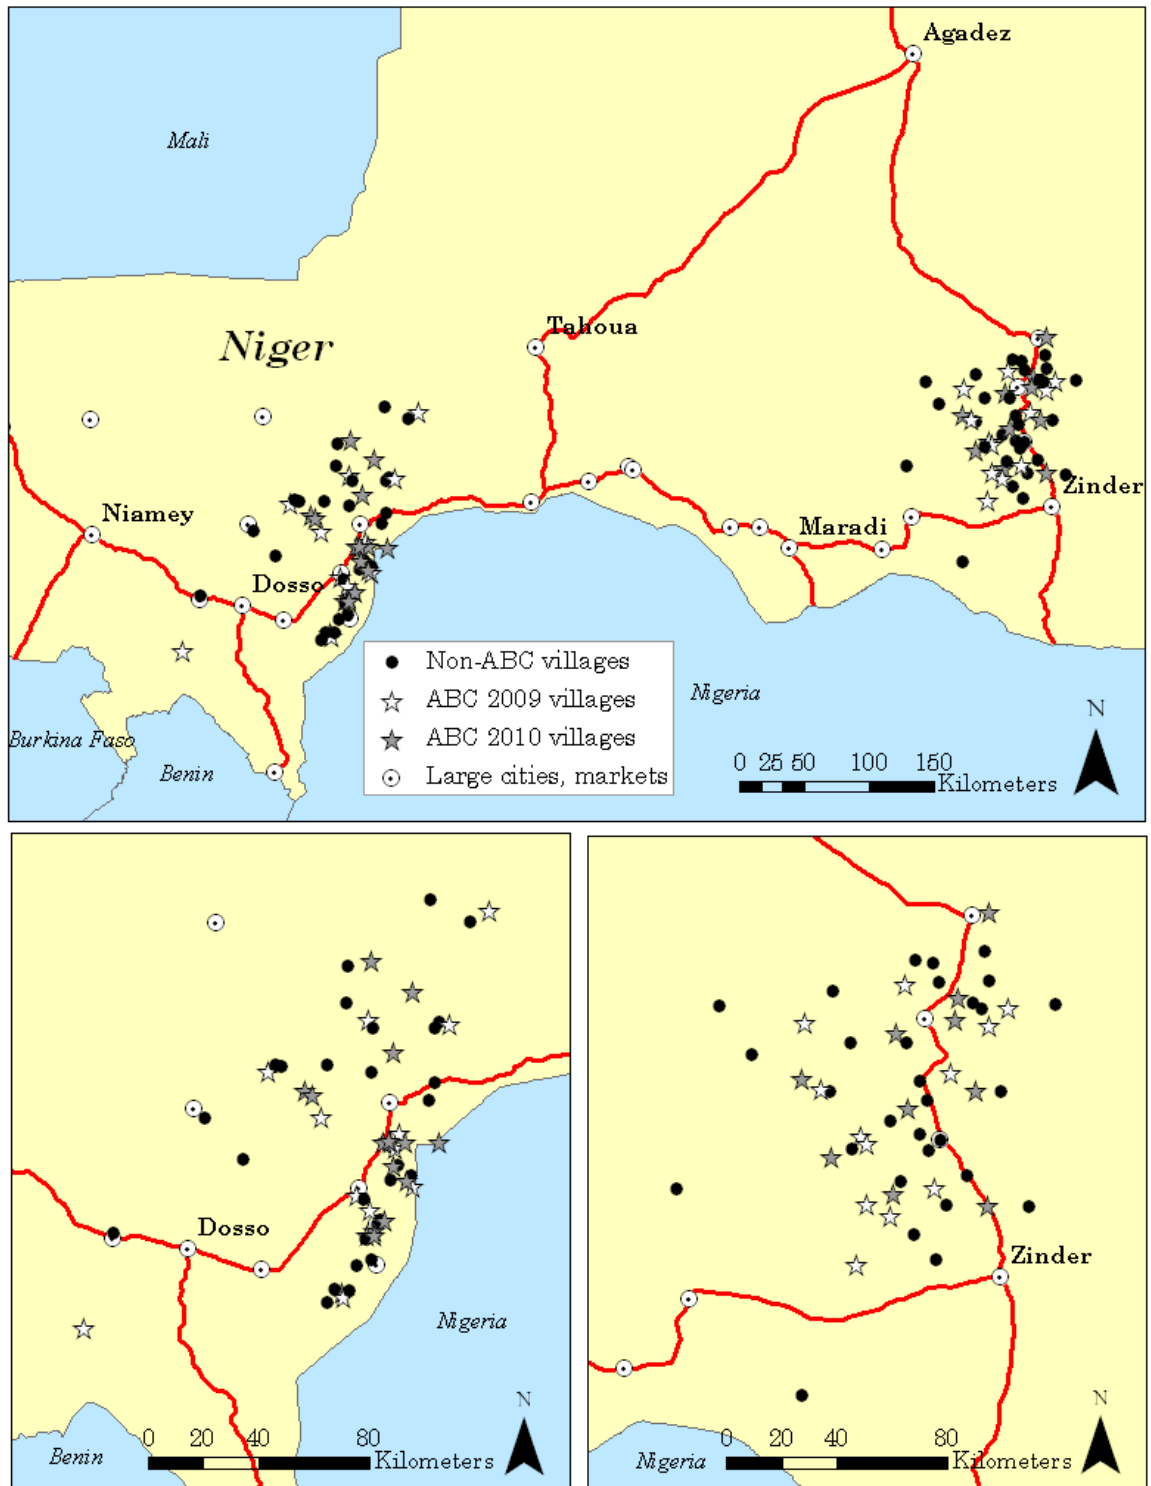 Agadez
Mali
Tahoua
Niger
Niamey
Zinder
Maradi
Dosso
Non-ABC villages
ABC 2009 villages
ABC 2010 villages
Large cities, markets
Nigeria
Burkina Faso
Benin
N
0 25 50 100 150
Kilometers
Dosso
Nigeria
N
Benin
0 20 40 80
Kilometers
Zinder
N
Nigeria
0 20 40 80
Kilometers